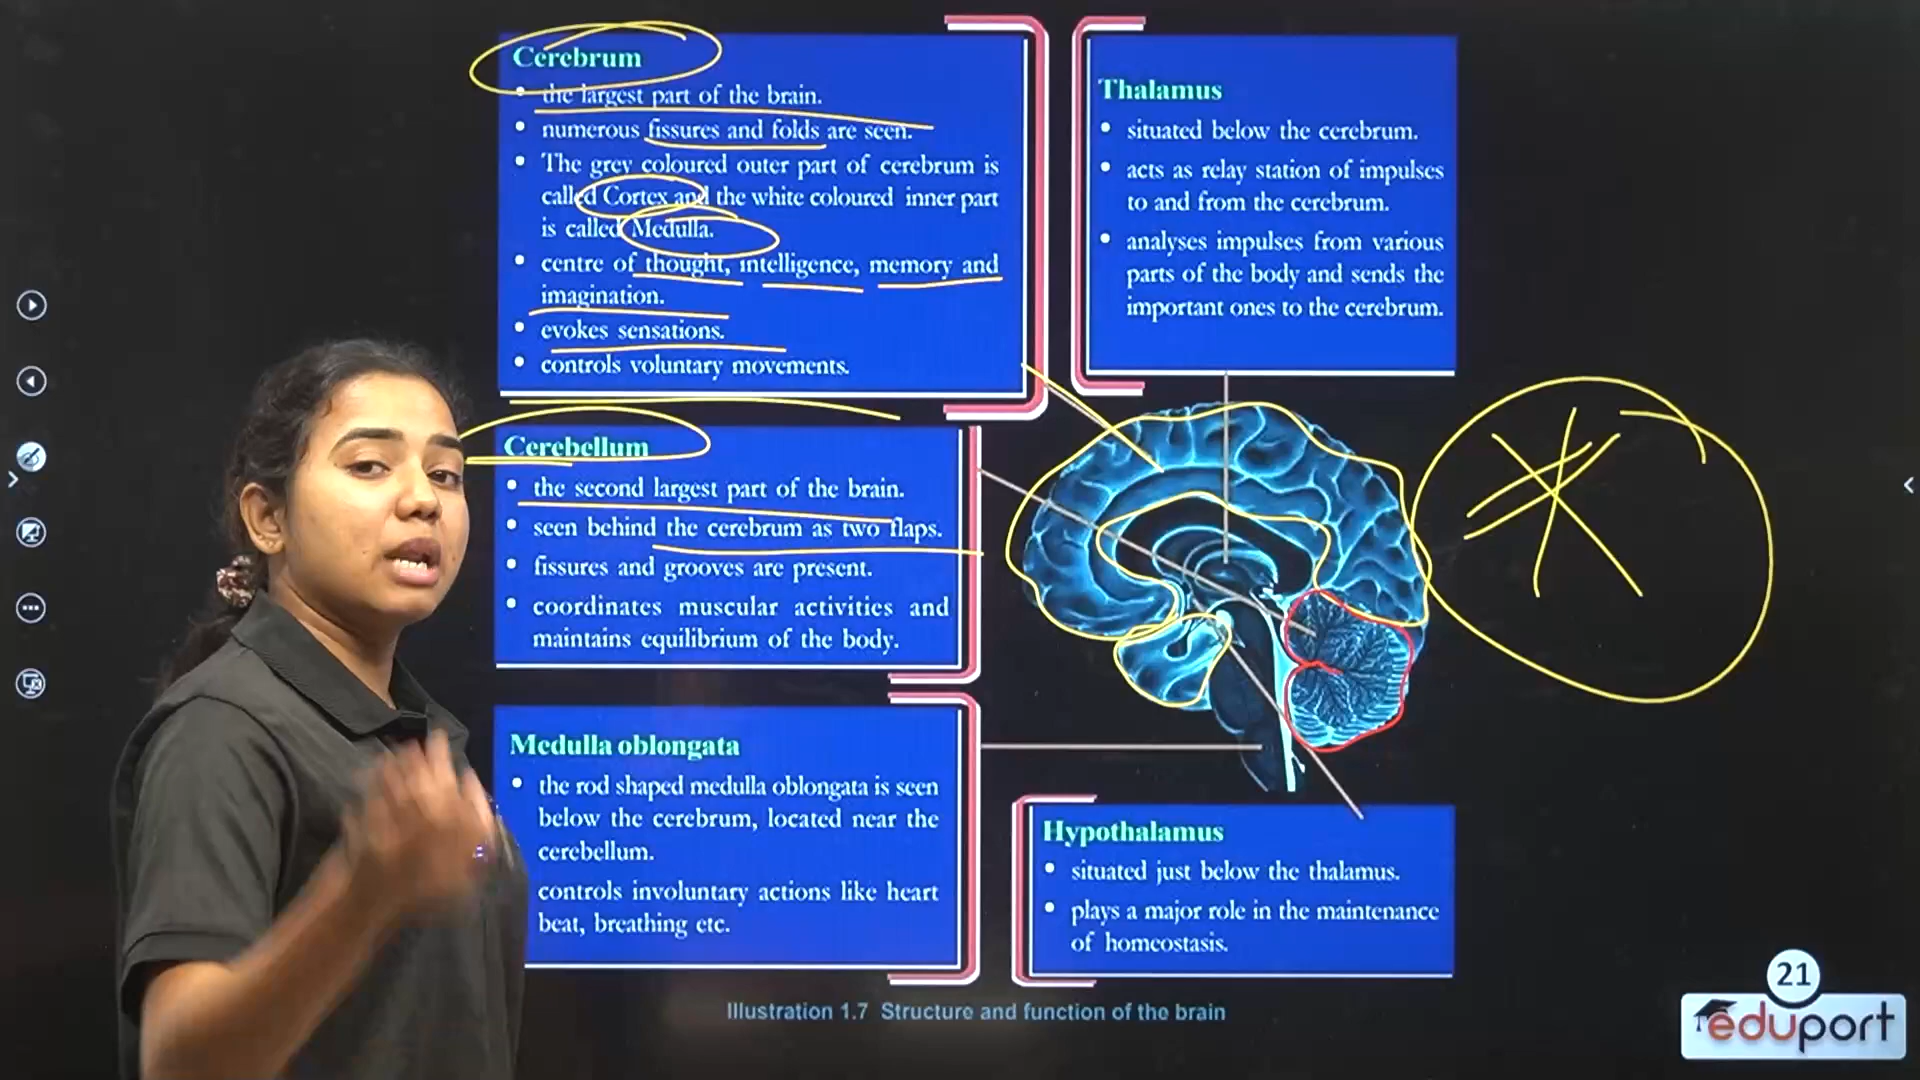 Cerebrum
the largest part of the brain.
numerous fissures and folds are seen.
The grey coloured outer part of cerebrum is
called Cortex and the white coloured inner part
is called Medulla.
centre of thought, intelligence, memory and
imagination.
evokes sensations.
controls voluntary movements.
Thalamus
situated below the cerebrum.
acts as relay station of impulses
to and from the cerebrum.
analyses impulses from various
parts of the body and sends the
important ones to the cerebrum.
Cerebellum
the second largest part of the brain.
seen behind the cerebrum as two flaps.
fissures and grooves are present.
coordinates muscular activities and
maintains equilibrium of the body.
Medulla oblongata
the rod shaped medulla oblongata is seen
below the cerebrum, located near the
cerebellum.
controls involuntary actions like heart
beat, breathing etc.
Hypothalamus
situated just below the thalamus.
plays a major role in the maintenance
of homeostasis.
Illustration 1.7 Structure and function of the brain
21
eduport